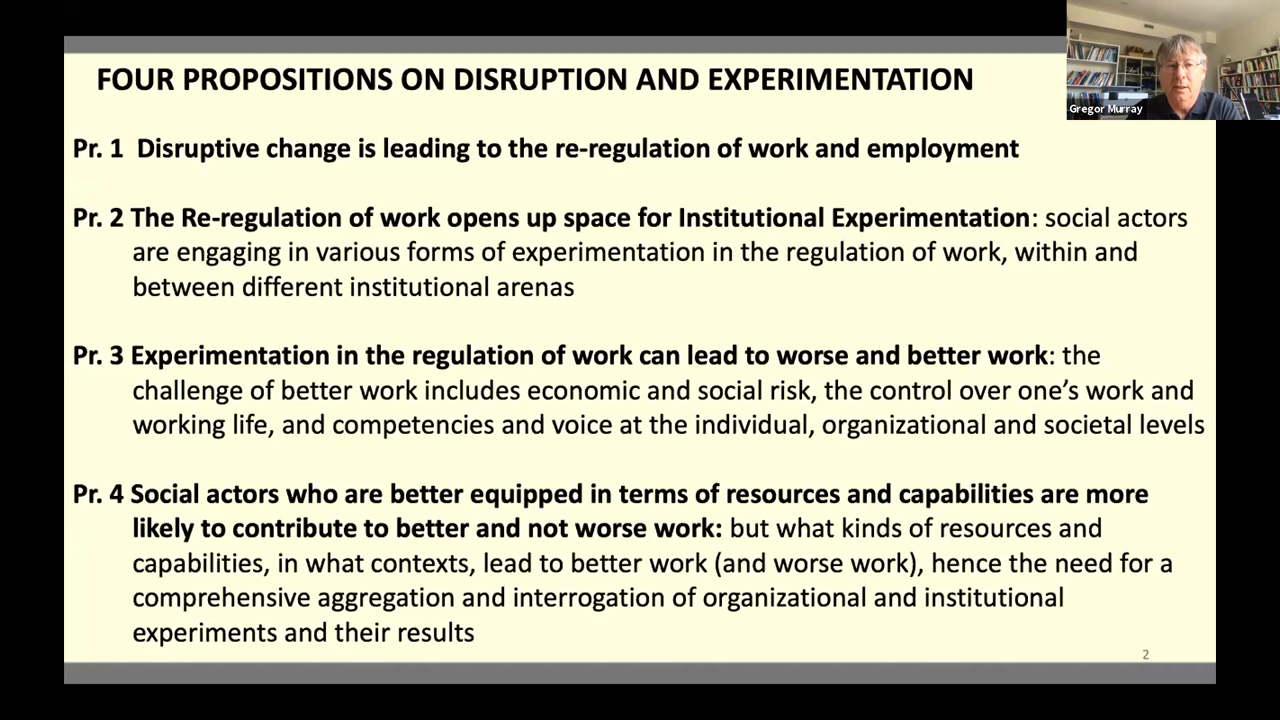 FOUR PROPOSITIONS ON DISRUPTION AND EXPERIMENTATION
Gregor Murray
Pr. 1 Disruptive change is leading to the re-regulation of work and employment
Pr. 2 The Re-regulation of work opens up space for Institutional Experimentation: social actors
are engaging in various forms of experimentation in the regulation of work, within and
between different institutional arenas
Pr. 3 Experimentation in the regulation of work can lead to worse and better work: the
challenge of better work includes economic and social risk, the control over one’s work and
working life, and competencies and voice at the individual, organizational and societal levels
Pr. 4 Social actors who are better equipped in terms of resources and capabilities are more
likely to contribute to better and not worse work: but what kinds of resources and
capabilities, in what contexts, lead to better work (and worse work), hence the need for a
comprehensive aggregation and interrogation of organizational and institutional
experiments and their results
2